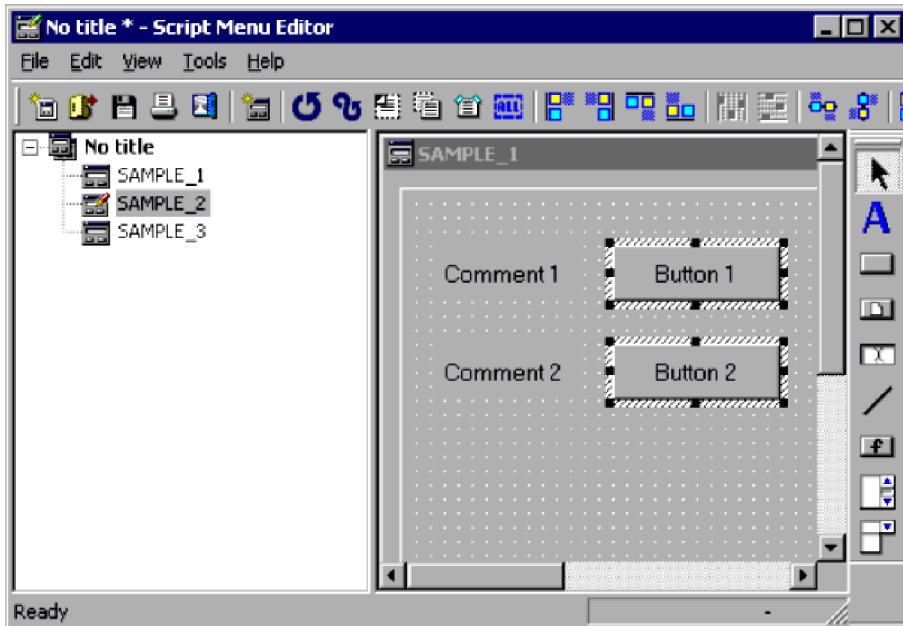 No title * - Script Menu Editor
File Edit View Tools Help
ALL
No title
SAMPLE_1
SAMPLE_2
SAMPLE_3
SAMPLE_1
A
Comment 1 Button 1
Comment 2 Button 2
f
Ready -